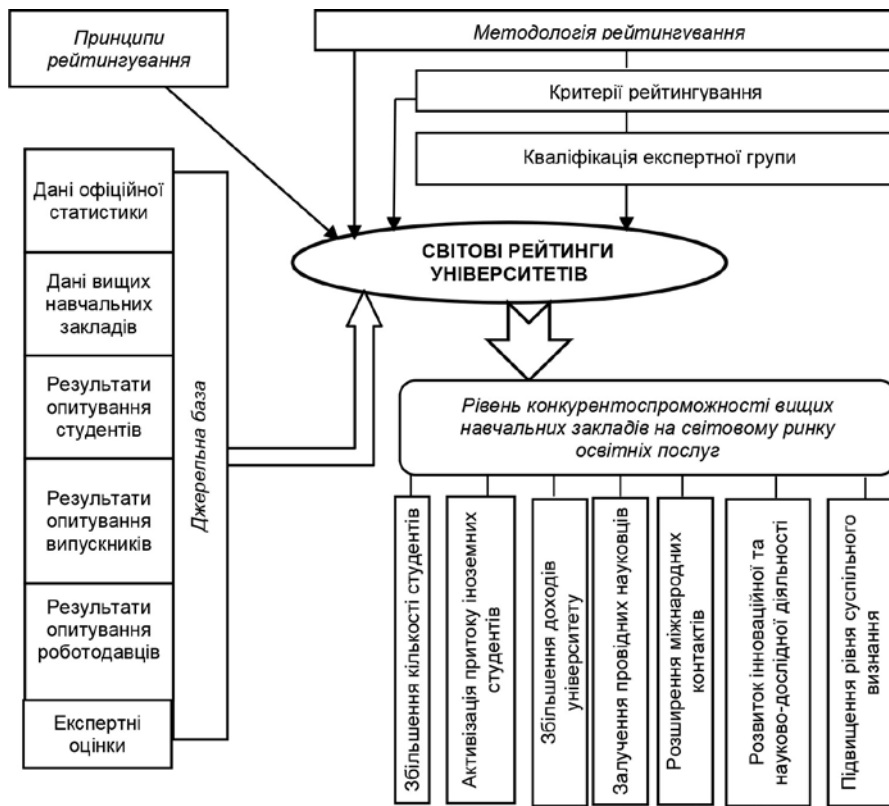 Принципи
рейтингування
Методологія рейтингування
Критерії рейтингування
Кваліфікація експертної групи
Дані офіційної
статистики
Дані вищих
навчальних
закладів
Результати
опитування
студентів
Результати
опитування
випускників
Результати
опитування
роботодавців
Експертні
оцінки
Джерельна база
СВІТОВІ РЕЙТИНГИ
УНІВЕРСИТЕТІВ
Рівень конкурентоспроможності вищих
навчальних закладів на світовому ринку
освітніх послуг
Збільшення кількості студентів
Активізація притоку іноземних
студентів
Збільшення доходів
університету
Залучення провідних науковців
Розширення міжнародних
контактів
Розвиток інноваційної та
науково-дослідної діяльності
Підвищення рівня суспільного
визнання